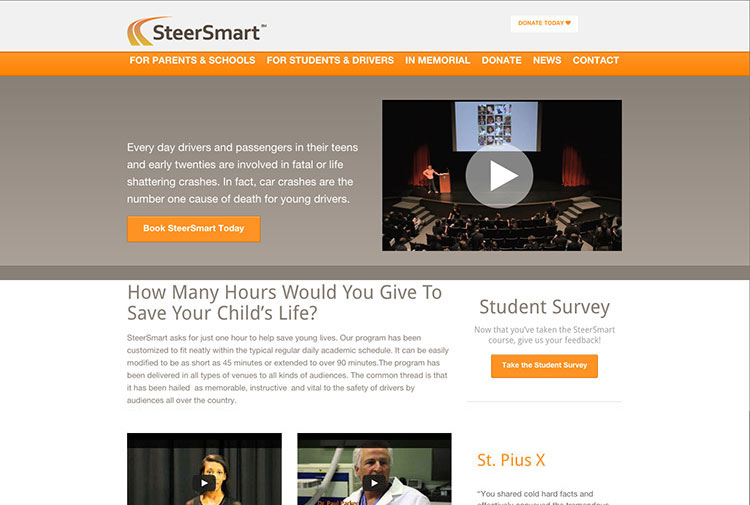 SteerSmart SM
DONATE TODAY
FOR PARENTS & SCHOOLS FOR STUDENTS & DRIVERS IN MEMORIAL DONATE NEWS CONTACT
Every day drivers and passengers in their teens
and early twenties are involved in fatal or life
shattering crashes. In fact, car crashes are the
number one cause of death for young drivers.
Book SteerSmart Today
How Many Hours Would You Give To
Save Your Child’s Life?
SteerSmart asks for just one hour to help save young lives. Our program has been
customized to fit neatly within the typical regular daily academic schedule. It can be easily
modified to be as short as 45 minutes or extended to over 90 minutes.The program has
been delivered in all types of venues to all kinds of audiences. The common thread is that
it has been hailed as memorable, instructive and vital to the safety of drivers by
audiences all over the country.
Student Survey
Now that you’ve taken the SteerSmart
course, give us your feedback!
Take the Student Survey
St. Pius X
“You shared cold hard facts and
effectively conveyed the tremendous
Dr. Paul